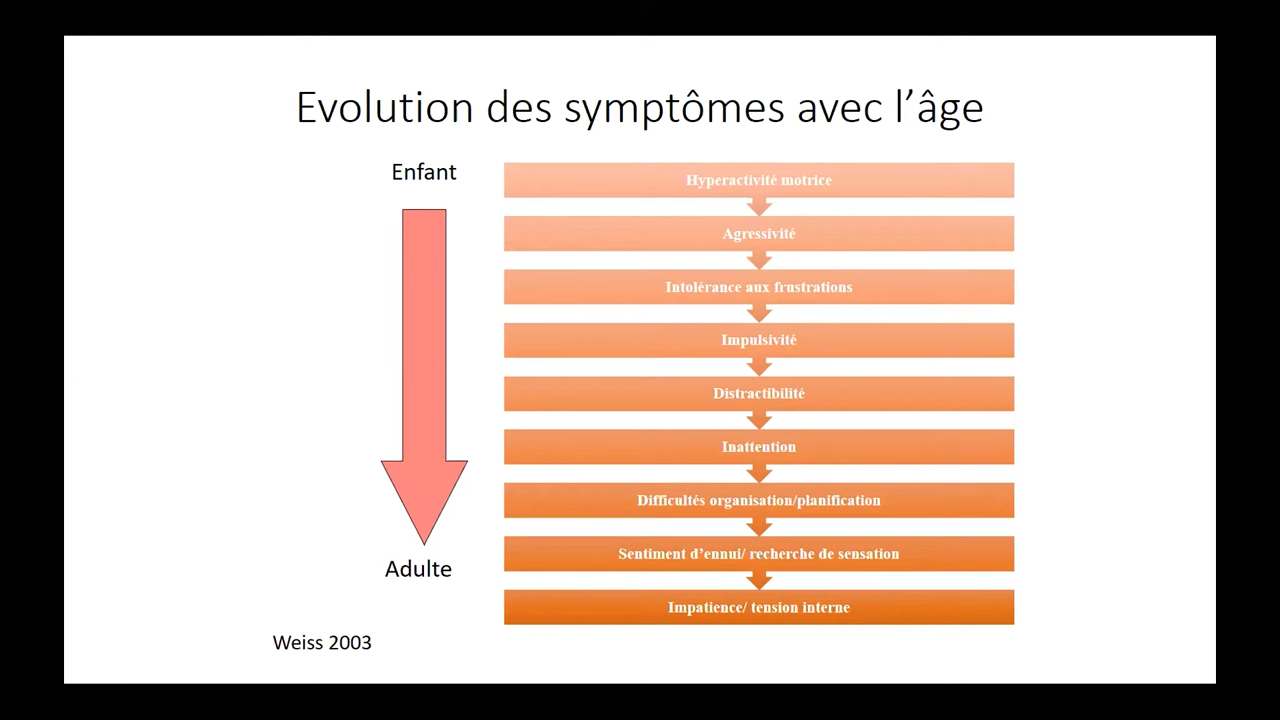 Evolution des symptômes avec l’âge
Enfant
Hyperactivité motrice
Agressivité
Intolérance aux frustrations
Impulsivité
Distractibilité
Inattention
Difficultés organisation/planification
Sentiment d’ennui/ recherche de sensation
Adulte
Impatience/ tension interne
Weiss 2003